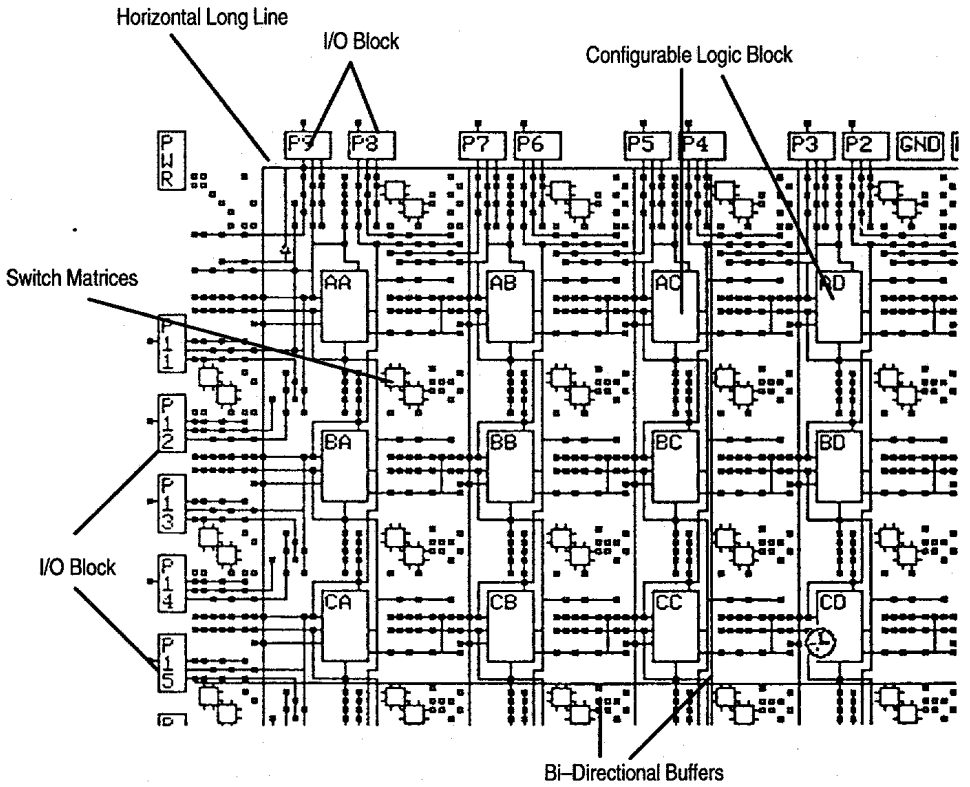 Horizontal Long Line
I/O Block
Configurable Logic Block
PWR
P9
P8
P7
P6
P5
P4
P3
P2
GND
Switch Matrices
AA
AB
AC
AD
P11
P12
BA
BB
BC
BD
P13
I/O Block
P14
CA
CB
CC
CD
P15
P
Bi–Directional Buffers